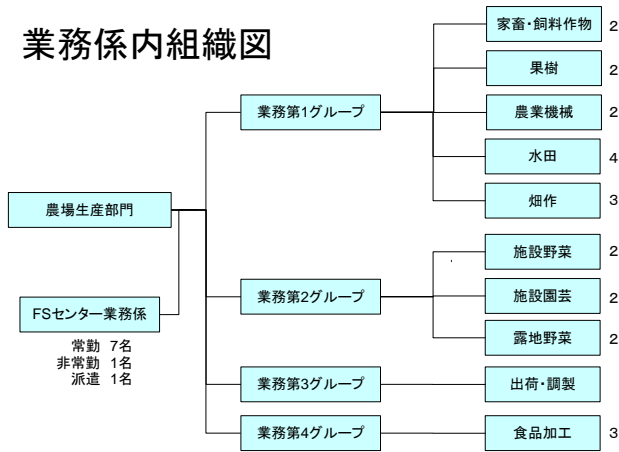 業務係内組織図
家畜・飼料作物 2
果樹 2
業務第1グループ
農業機械 2
水田 4
畑作 3
農場生産部門
施設野菜 2
業務第2グループ
施設園芸 2
露地野菜 2
FSセンター業務係
常勤 7名
非常勤 1名
派遣 1名
業務第3グループ
出荷・調製
業務第4グループ
食品加工 3